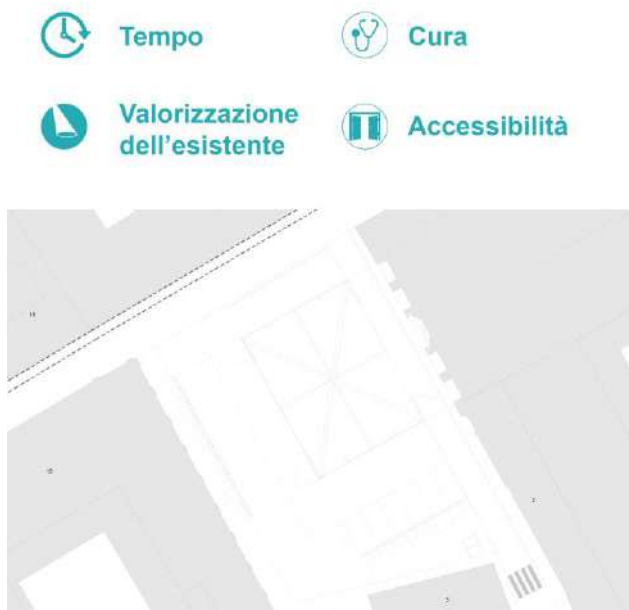 Tempo
Cura
Valorizzazione
dell'esistente
Accessibilità